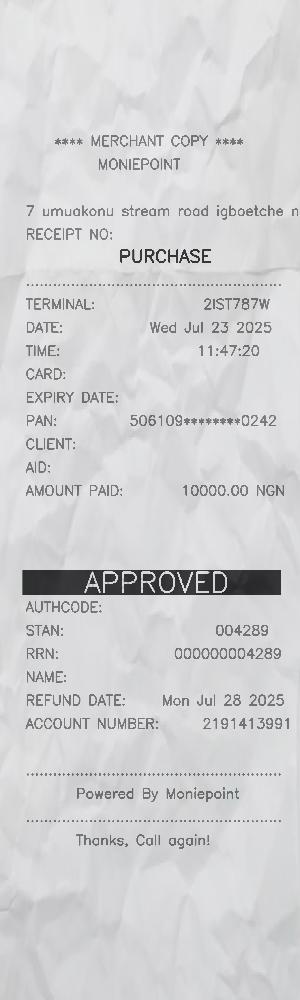 **** MERCHANT COPY ****
MONIEPOINT
7 umuakonu stream road igboetche n
RECEIPT NO:
PURCHASE
TERMINAL: 2IST787W
DATE: Wed Jul 23 2025
TIME: 11:47:20
CARD:
EXPIRY DATE:
PAN: 506109********0242
CLIENT:
AID:
AMOUNT PAID: 10000.00 NGN
APPROVED
AUTHCODE:
STAN: 004289
RRN: 000000004289
NAME:
REFUND DATE: Mon Jul 28 2025
ACCOUNT NUMBER: 2191413991
Powered By Moniepoint
Thanks, Call again!